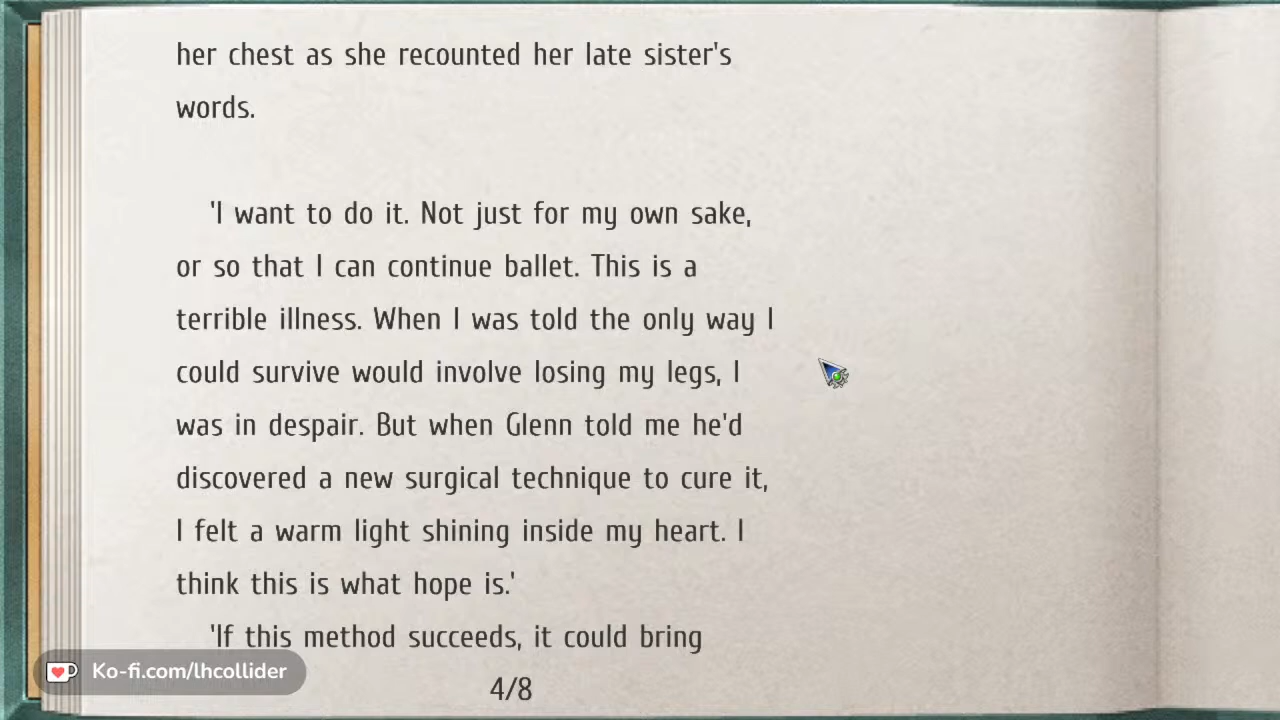 her chest as she recounted her late sister's
words.
'I want to do it. Not just for my own sake,
or so that I can continue ballet. This is a
terrible illness. When I was told the only way I
could survive would involve losing my legs, I
was in despair. But when Glenn told me he'd
discovered a new surgical technique to cure it,
I felt a warm light shining inside my heart. I
think this is what hope is.'
'If this method succeeds, it could bring
Ko-fi.com/lhcollider
4/8